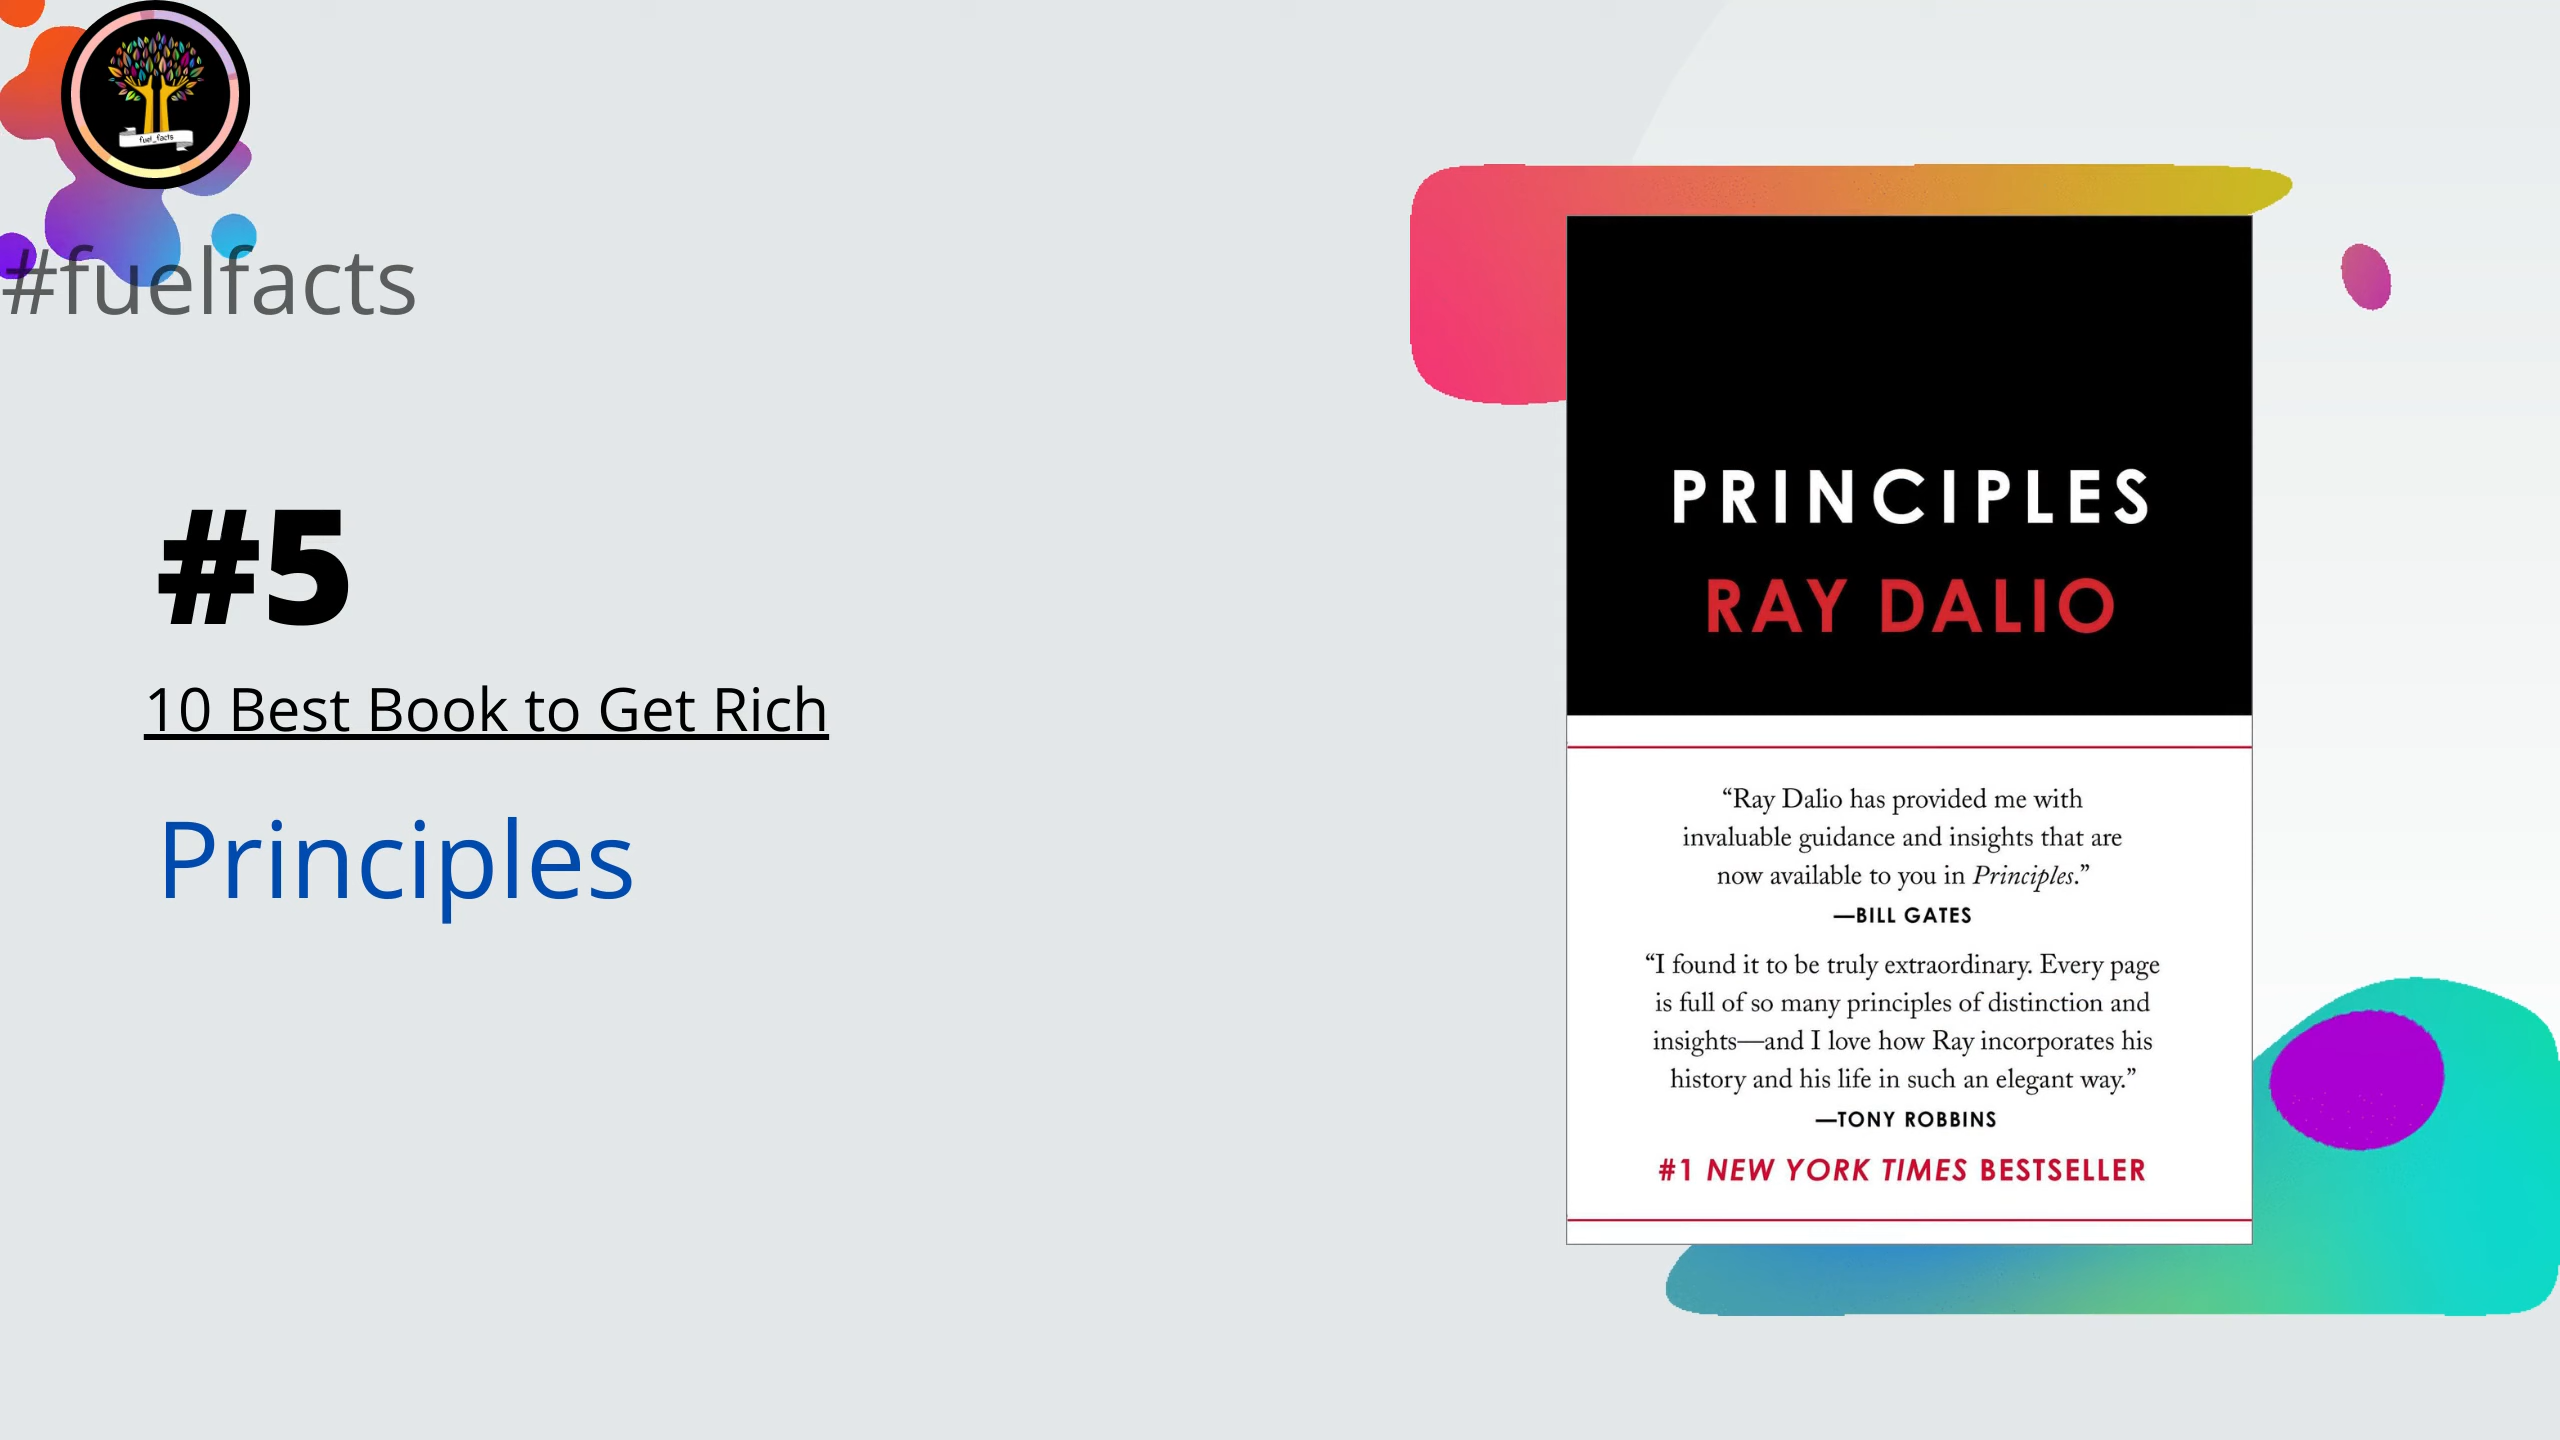 fuel_facts
#fuelfacts
#5
10 Best Book to Get Rich
Principles
PRINCIPLES
RAY DALIO
“Ray Dalio has provided me with
invaluable guidance and insights that are
now available to you in Principles.”
—BILL GATES
“I found it to be truly extraordinary. Every page
is full of so many principles of distinction and
insights—and I love how Ray incorporates his
history and his life in such an elegant way.”
—TONY ROBBINS
#1 NEW YORK TIMES BESTSELLER